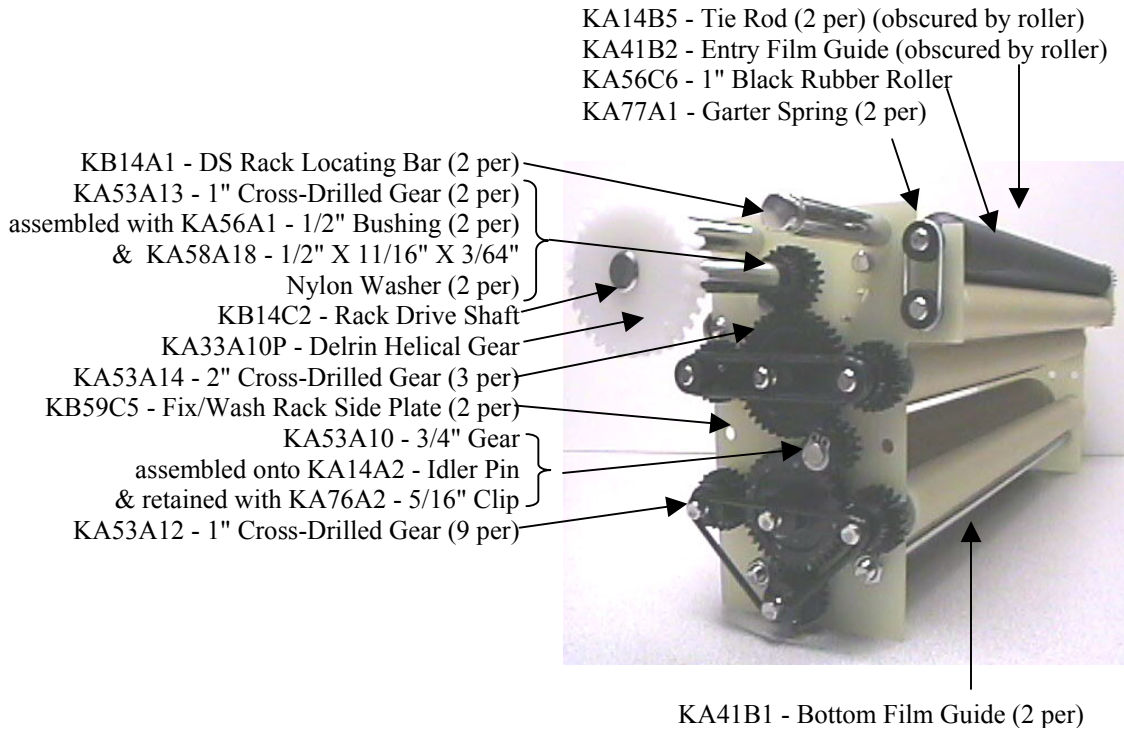 KA14B5 - Tie Rod (2 per) (obscured by roller)
KA41B2 - Entry Film Guide (obscured by roller)
KA56C6 - 1" Black Rubber Roller
KA77A1 - Garter Spring (2 per)
KB14A1 - DS Rack Locating Bar (2 per)
KA53A13 - 1" Cross-Drilled Gear (2 per)
assembled with KA56A1 - 1/2" Bushing (2 per)
& KA58A18 - 1/2" X 11/16" X 3/64"
Nylon Washer (2 per)
KB14C2 - Rack Drive Shaft
KA33A10P - Delrin Helical Gear
KA53A14 - 2" Cross-Drilled Gear (3 per)
KB59C5 - Fix/Wash Rack Side Plate (2 per)
KA53A10 - 3/4" Gear
assembled onto KA14A2 - Idler Pin
& retained with KA76A2 - 5/16" Clip
KA53A12 - 1" Cross-Drilled Gear (9 per)
KA41B1 - Bottom Film Guide (2 per)